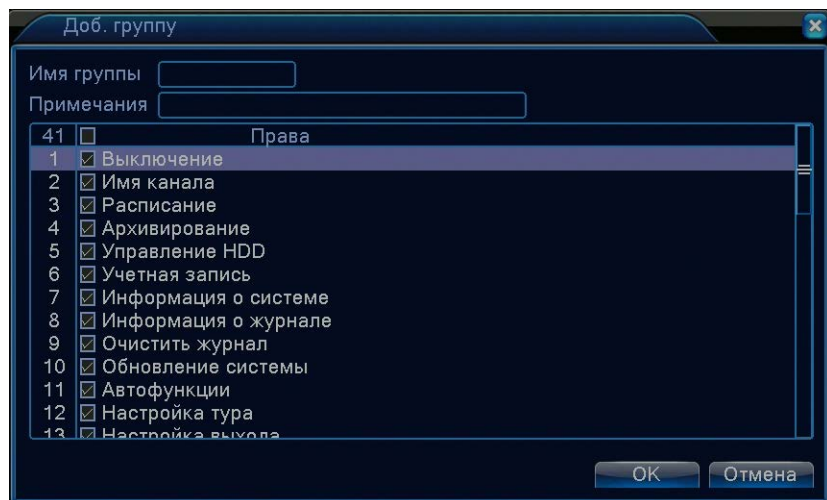 Доб. группу
Имя группы
Примечания
41 Права
1 Выключение
2 Имя канала
3 Расписание
4 Архивирование
5 Управление HDD
6 Учетная запись
7 Информация о системе
8 Информация о журнале
9 Очистить журнал
10 Обновление системы
11 Автофункции
12 Настройка тура
13 Настройка выхода
OK Отмена